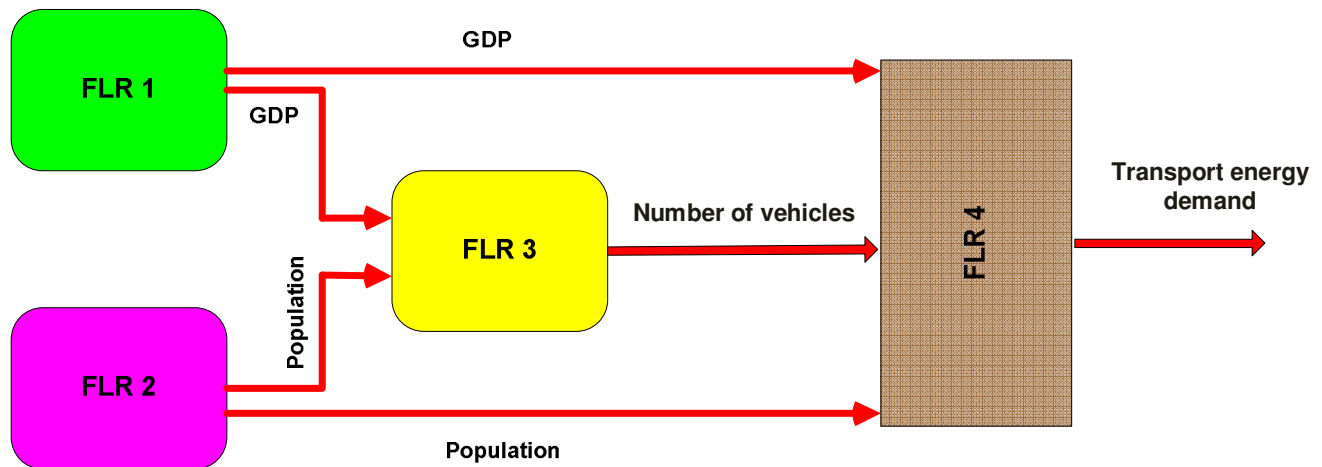 GDP
FLR 1
GDP
Transport energy
demand
Number of vehicles
FLR 3
FLR 4
Population
FLR 2
Population